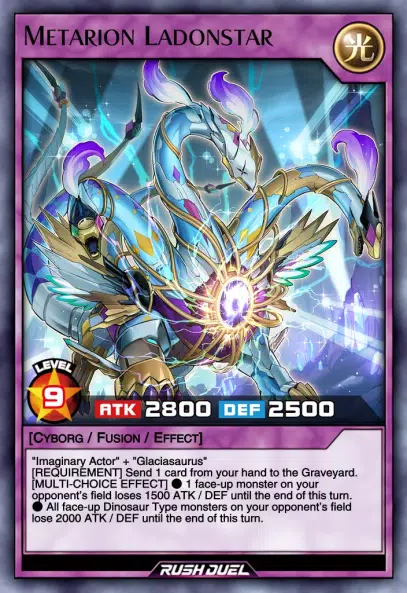 METARION LADONSTAR
光
LEVEL
9
ATK 2800 DEF 2500
[CYBORG / FUSION / EFFECT]
"Imaginary Actor" + "Glaciasaurus"
[REQUIREMENT] Send 1 card from your hand to the Graveyard.
[MULTI-CHOICE EFFECT] ● 1 face-up monster on your
opponent's field loses 1500 ATK / DEF until the end of this turn.
● All face-up Dinosaur Type monsters on your opponent's field
lose 2000 ATK / DEF until the end of this turn.
RUSH DUEL